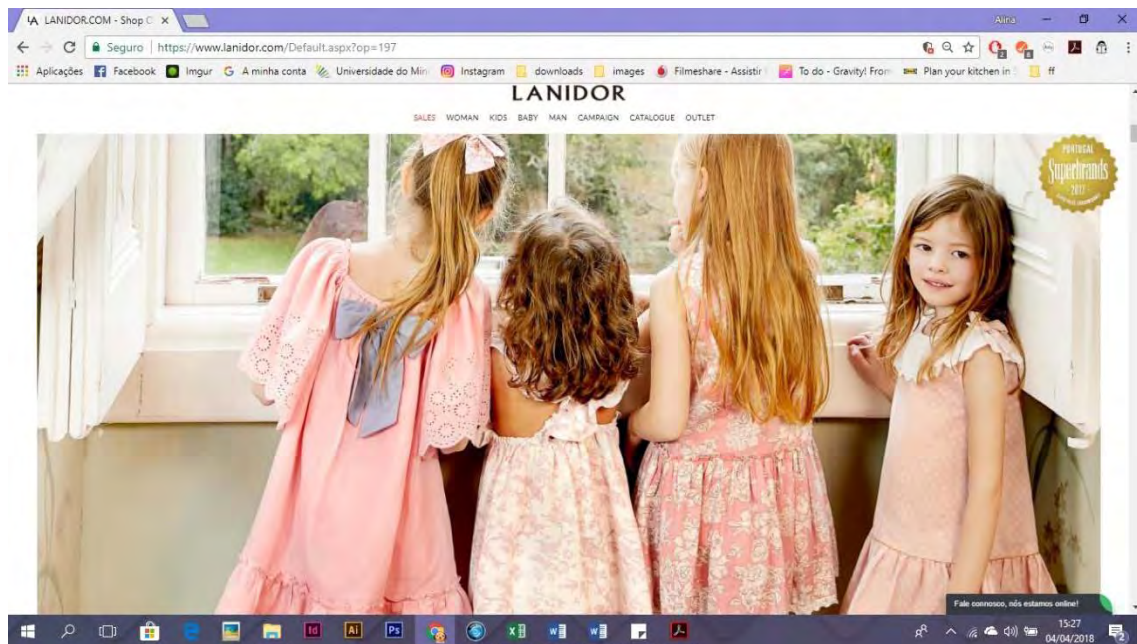 LANIDOR.COM - Shop O
Alina
Seguro | https://www.lanidor.com/Default.aspx?op=197
Aplicações Facebook Imgur A minha conta Universidade do Min Instagram downloads images Filmeshare - Assistir To do - Gravity! From Plan your kitchen in ff
LANIDOR
SALES WOMAN KIDS BABY MAN CAMPAIGN CATALOGUE OUTLET
PORTUGAL
Superbrands
2017
Fale connosco, nós estamos online!
Id Ai Ps
15:27
04/04/2018